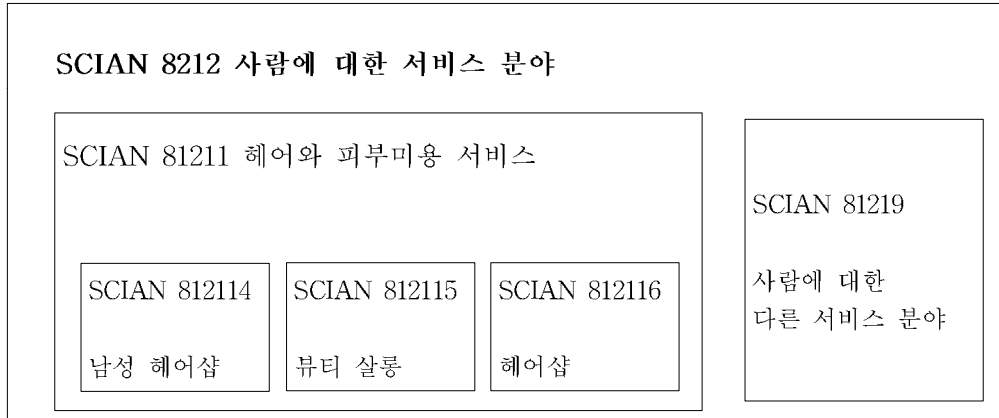 SCIAN 8212 사람에 대한 서비스 분야
SCIAN 81211 헤어와 피부미용 서비스
SCIAN 812114
남성 헤어샵
SCIAN 812115
뷰티 살롱
SCIAN 812116
헤어샵
SCIAN 81219
사람에 대한
다른 서비스 분야